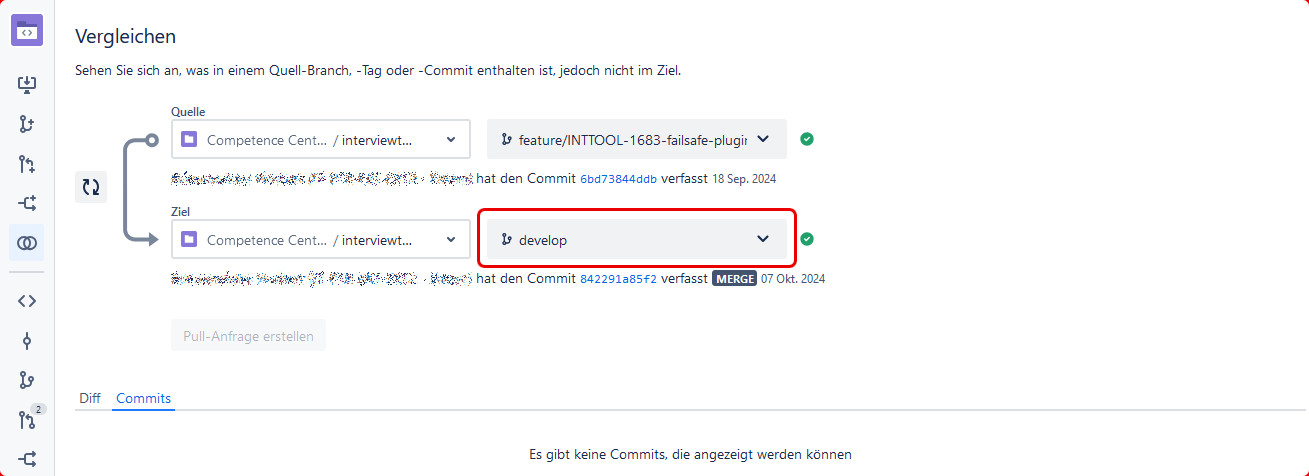 Vergleichen
Sehen Sie sich an, was in einem Quell-Branch, -Tag oder -Commit enthalten ist, jedoch nicht im Ziel.
Quelle
Competence Cent... / interviewt...
feature/INTTOOL-1683-failsafe-plugin
hat den Commit 6bd73844ddb verfasst 18 Sep. 2024
Ziel
Competence Cent... / interviewt...
develop
hat den Commit 842291a85f2 verfasst MERGE 07 Okt. 2024
Pull-Anfrage erstellen
Diff Commits
2
Es gibt keine Commits, die angezeigt werden können